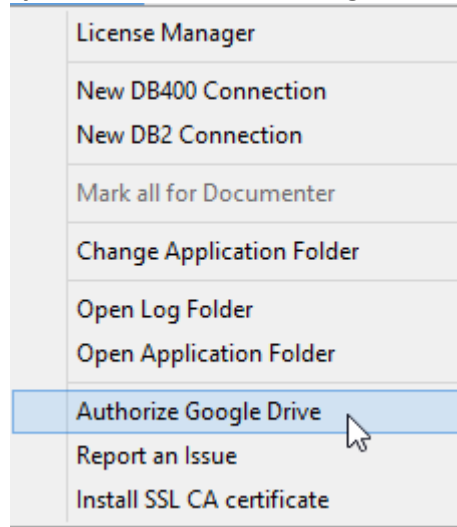 License Manager
New DB400 Connection
New DB2 Connection
Mark all for Documenter
Change Application Folder
Open Log Folder
Open Application Folder
Authorize Google Drive
Report an Issue
Install SSL CA certificate